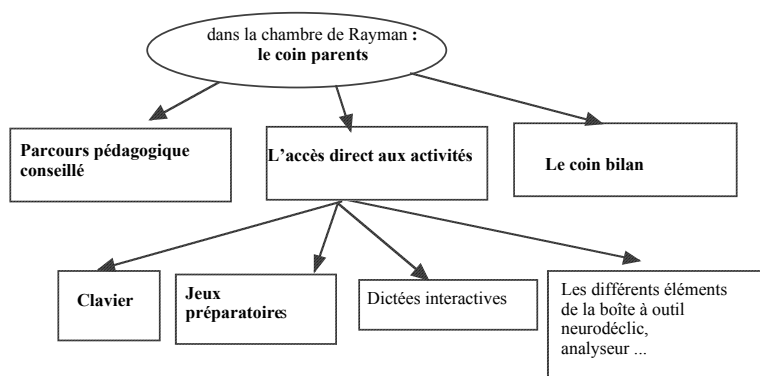 dans la chambre de Rayman :
le coin parents
Parcours pédagogique
conseillé
L'accès direct aux activités
Le coin bilan
Clavier
Jeux
préparatoires
Dictées interactives
Les différents éléments
de la boîte à outil
neurodéclic,
analyseur ...